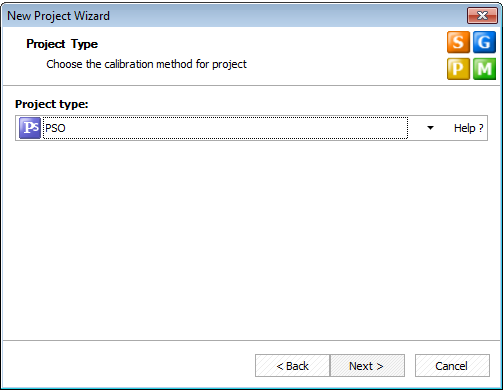 New Project Wizard
Project Type
Choose the calibration method for project
S G
P M
Project type:
Ps PSO Help ?
< Back Next > Cancel